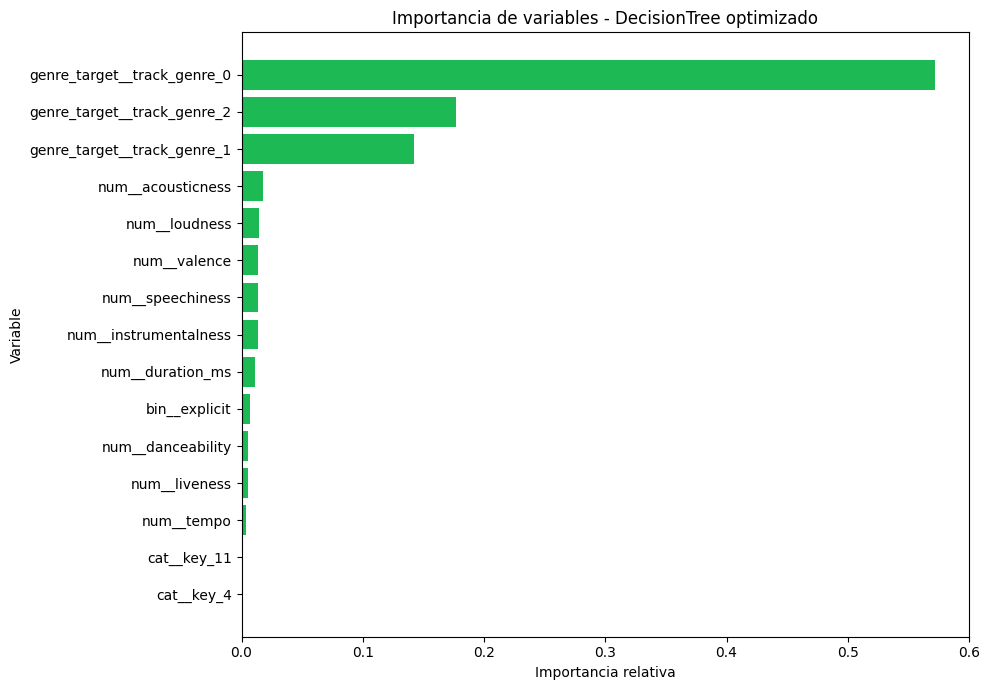 Importancia de variables - DecisionTree optimizado
genre_target__track_genre_0
genre_target__track_genre_2
genre_target__track_genre_1
num__acousticness
num__loudness
num__valence
num__speechiness
num__instrumentalness
num__duration_ms
bin__explicit
num__danceability
num__liveness
num__tempo
cat__key_11
cat__key_4
Variable
0.0 0.1 0.2 0.3 0.4 0.5 0.6
Importancia relativa